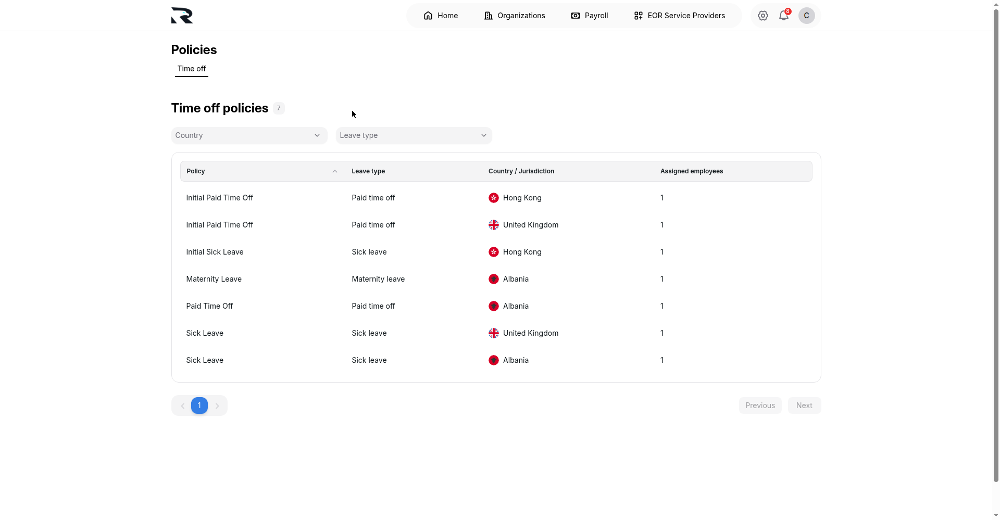 Home Organizations Payroll EOR Service Providers 8 C
Policies
Time off
Time off policies 7
Country Leave type
Policy Leave type Country / Jurisdiction Assigned employees
Initial Paid Time Off Paid time off Hong Kong 1
Initial Paid Time Off Paid time off United Kingdom 1
Initial Sick Leave Sick leave Hong Kong 1
Maternity Leave Maternity leave Albania 1
Paid Time Off Paid time off Albania 1
Sick Leave Sick leave United Kingdom 1
Sick Leave Sick leave Albania 1
1 Previous Next